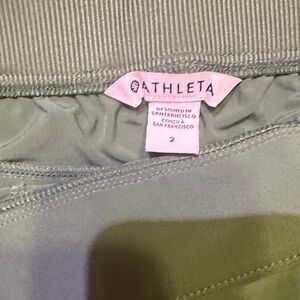 ATHLETA
DESIGNED IN
SAN FRANCISCO
CONÇU À
SAN FRANCISCO
2